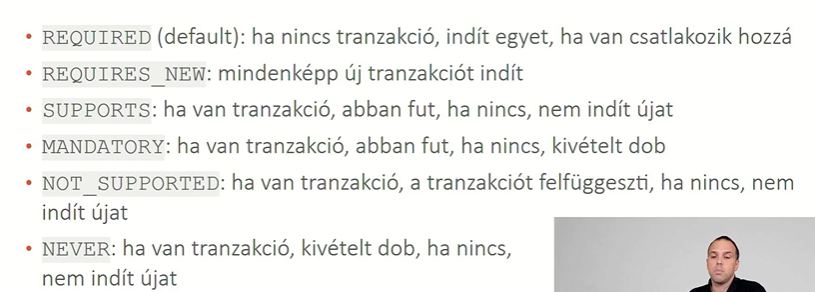 • REQUIRED (default): ha nincs tranzakció, indít egyet, ha van csatlakozik hozzá
• REQUIRES_NEW: mindenképp új tranzakciót indít
• SUPPORTS: ha van tranzakció, abban fut, ha nincs, nem indít újat
• MANDATORY: ha van tranzakció, abban fut, ha nincs, kivételt dob
• NOT_SUPPORTED: ha van tranzakció, a tranzakciót felfüggeszti, ha nincs, nem
indít újat
• NEVER: ha van tranzakció, kivételt dob, ha nincs,
nem indít újat